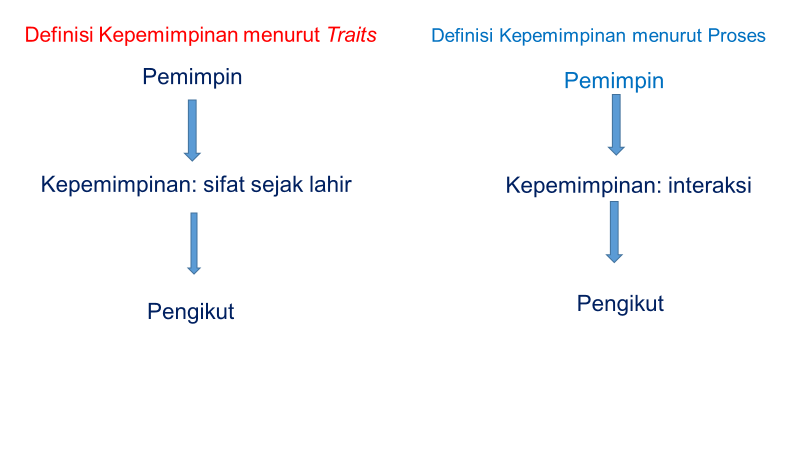 Definisi Kepemimpinan menurut Traits
Pemimpin
Kepemimpinan: sifat sejak lahir
Pengikut
Definisi Kepemimpinan menurut Proses
Pemimpin
Kepemimpinan: interaksi
Pengikut